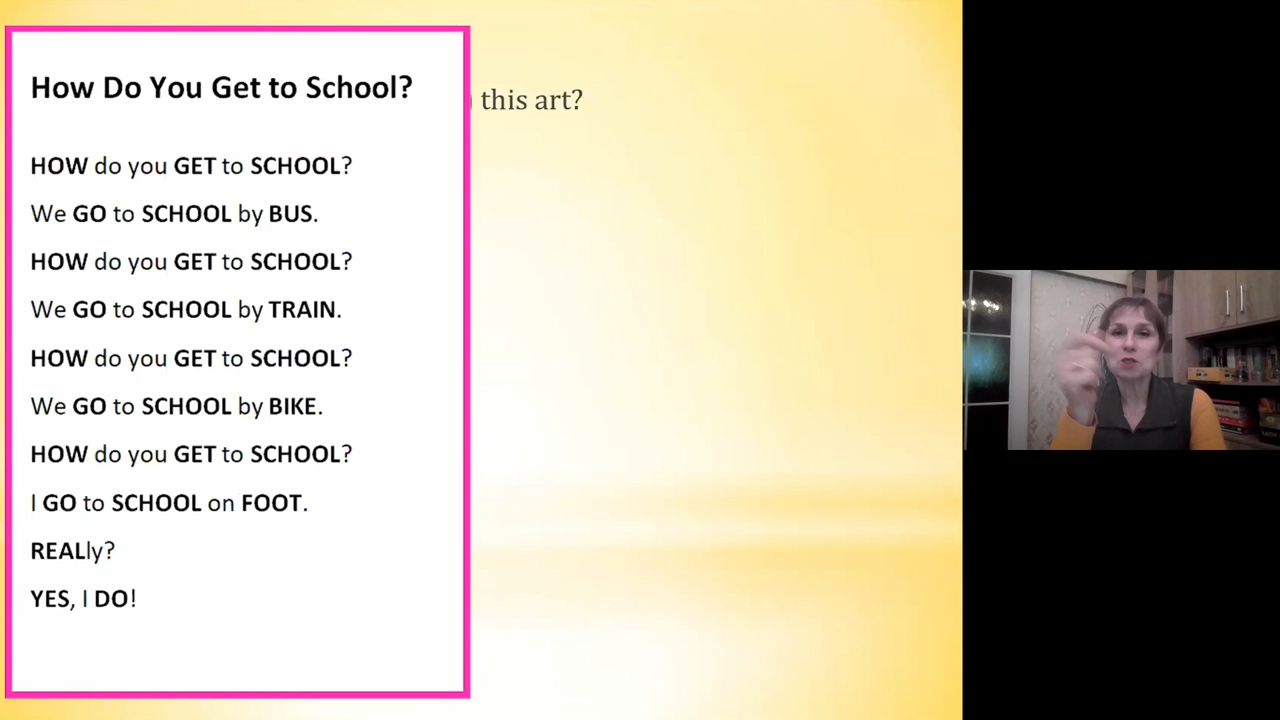 How Do You Get to School?
this art?
HOW do you GET to SCHOOL?
We GO to SCHOOL by BUS.
HOW do you GET to SCHOOL?
We GO to SCHOOL by TRAIN.
HOW do you GET to SCHOOL?
We GO to SCHOOL by BIKE.
HOW do you GET to SCHOOL?
I GO to SCHOOL on FOOT.
REALly?
YES, I DO!